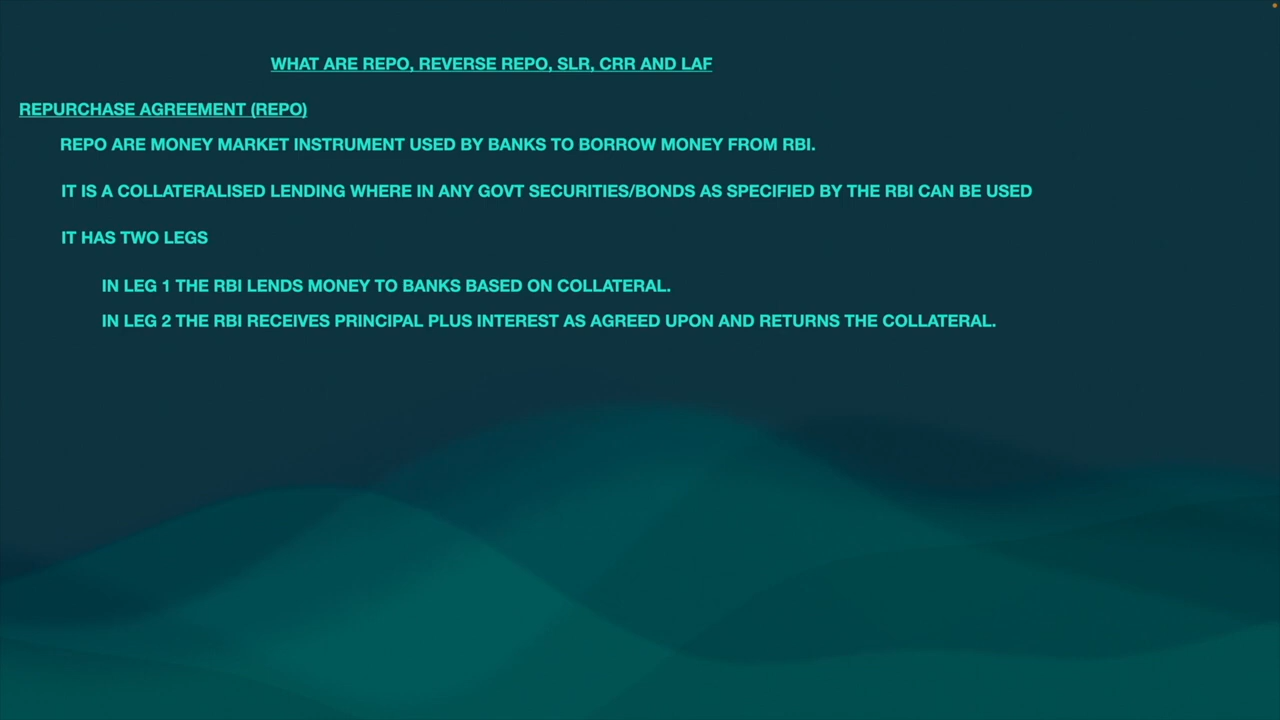 WHAT ARE REPO, REVERSE REPO, SLR, CRR AND LAF
REPURCHASE AGREEMENT (REPO)
REPO ARE MONEY MARKET INSTRUMENT USED BY BANKS TO BORROW MONEY FROM RBI.
IT IS A COLLATERALISED LENDING WHERE IN ANY GOVT SECURITIES/BONDS AS SPECIFIED BY THE RBI CAN BE USED
IT HAS TWO LEGS
IN LEG 1 THE RBI LENDS MONEY TO BANKS BASED ON COLLATERAL.
IN LEG 2 THE RBI RECEIVES PRINCIPAL PLUS INTEREST AS AGREED UPON AND RETURNS THE COLLATERAL.